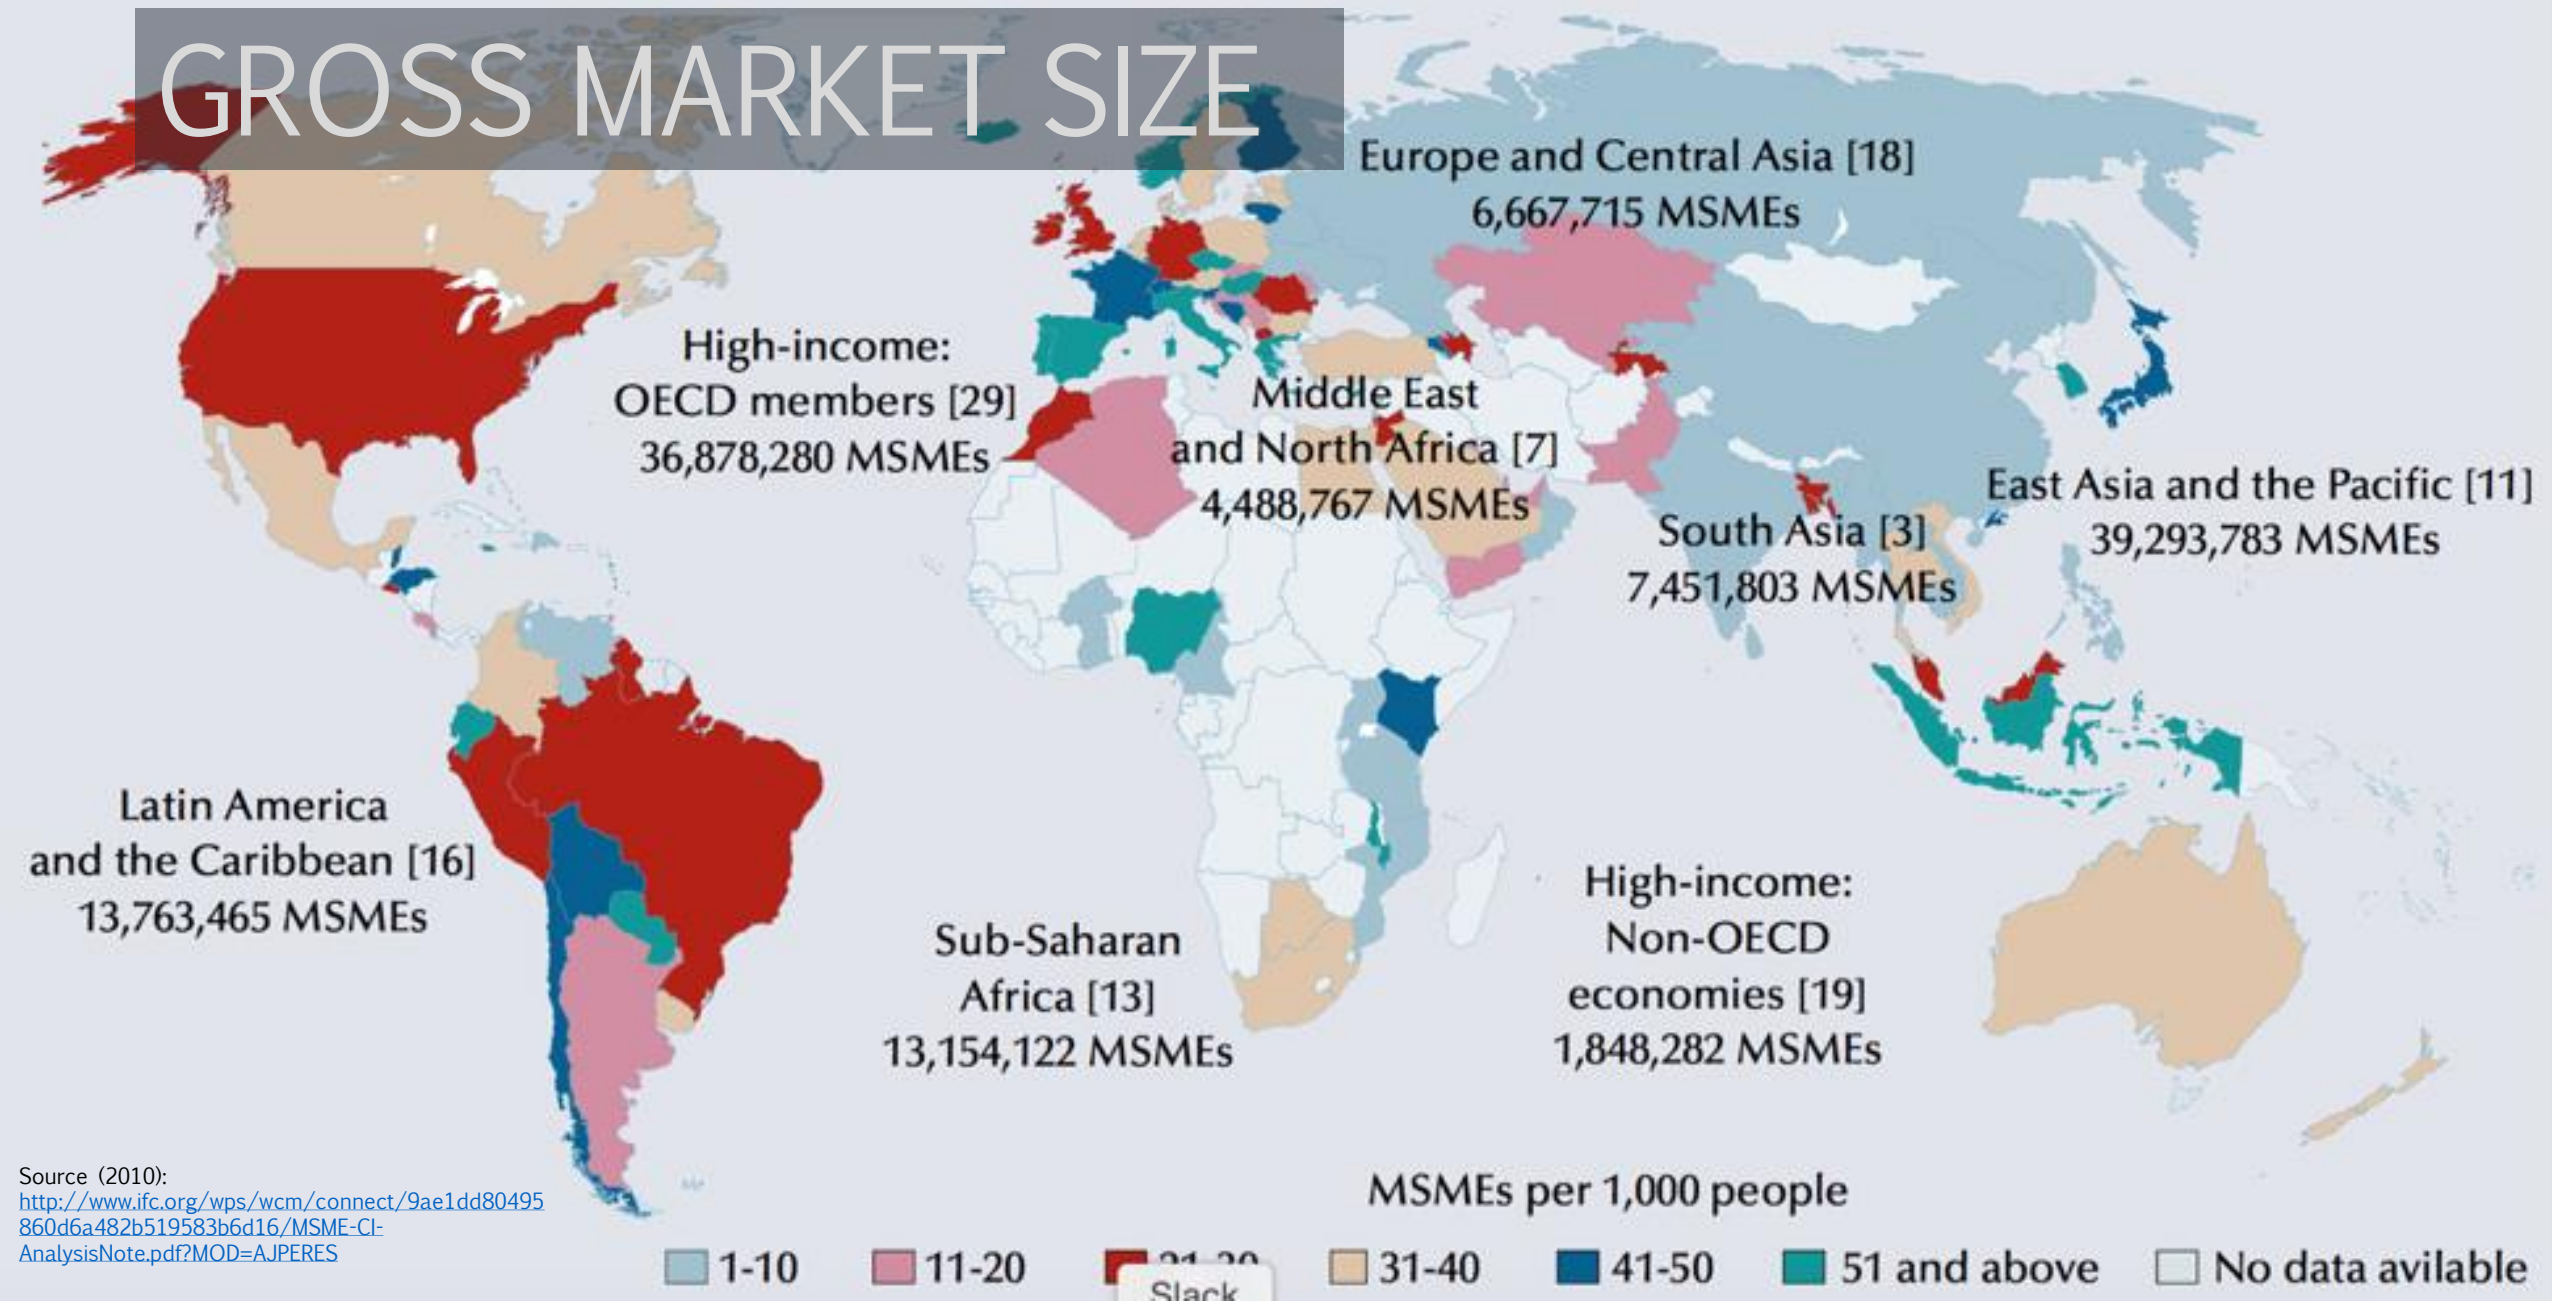 GROSS MARKET SIZE
Europe and Central Asia [18]
6,667,715 MSMEs
High-income:
OECD members [29]
36,878,280 MSMEs
Middle East
and North Africa [7]
4,488,767 MSMEs
East Asia and the Pacific [11]
39,293,783 MSMEs
South Asia [3]
7,451,803 MSMEs
Latin America
and the Caribbean [16]
13,763,465 MSMEs
Sub-Saharan
Africa [13]
13,154,122 MSMEs
High-income:
Non-OECD
economies [19]
1,848,282 MSMEs
Source (2010):
http://www.ifc.org/wps/wcm/connect/9ae1dd80495
860d6a482b519583b6d16/MSME-CI-
AnalysisNote.pdf?MOD=AJPERES
MSMEs per 1,000 people
1-10
11-20
21-30
31-40
41-50
51 and above
No data avilable
Slack